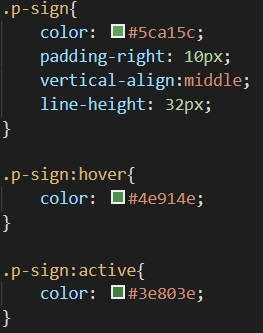 .p-sign{
color: #5ca15c;
padding-right: 10px;
vertical-align:middle;
line-height: 32px;
}
.p-sign:hover{
color: #4e914e;
}
.p-sign:active{
color: #3e803e;
}